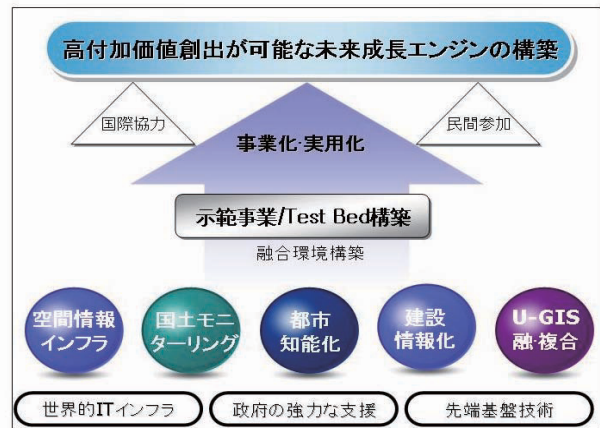 高付加価値創出が可能な未来成長エンジンの構築
国際協力
民間参加
事業化·実用化
示範事業/Test Bed構築
融合環境構築
空間情報
インフラ
国土モニ
ターリング
都市
知能化
建設
情報化
U-GIS
融·複合
世界的ITインフラ
政府の強力な支援
先端基盤技術